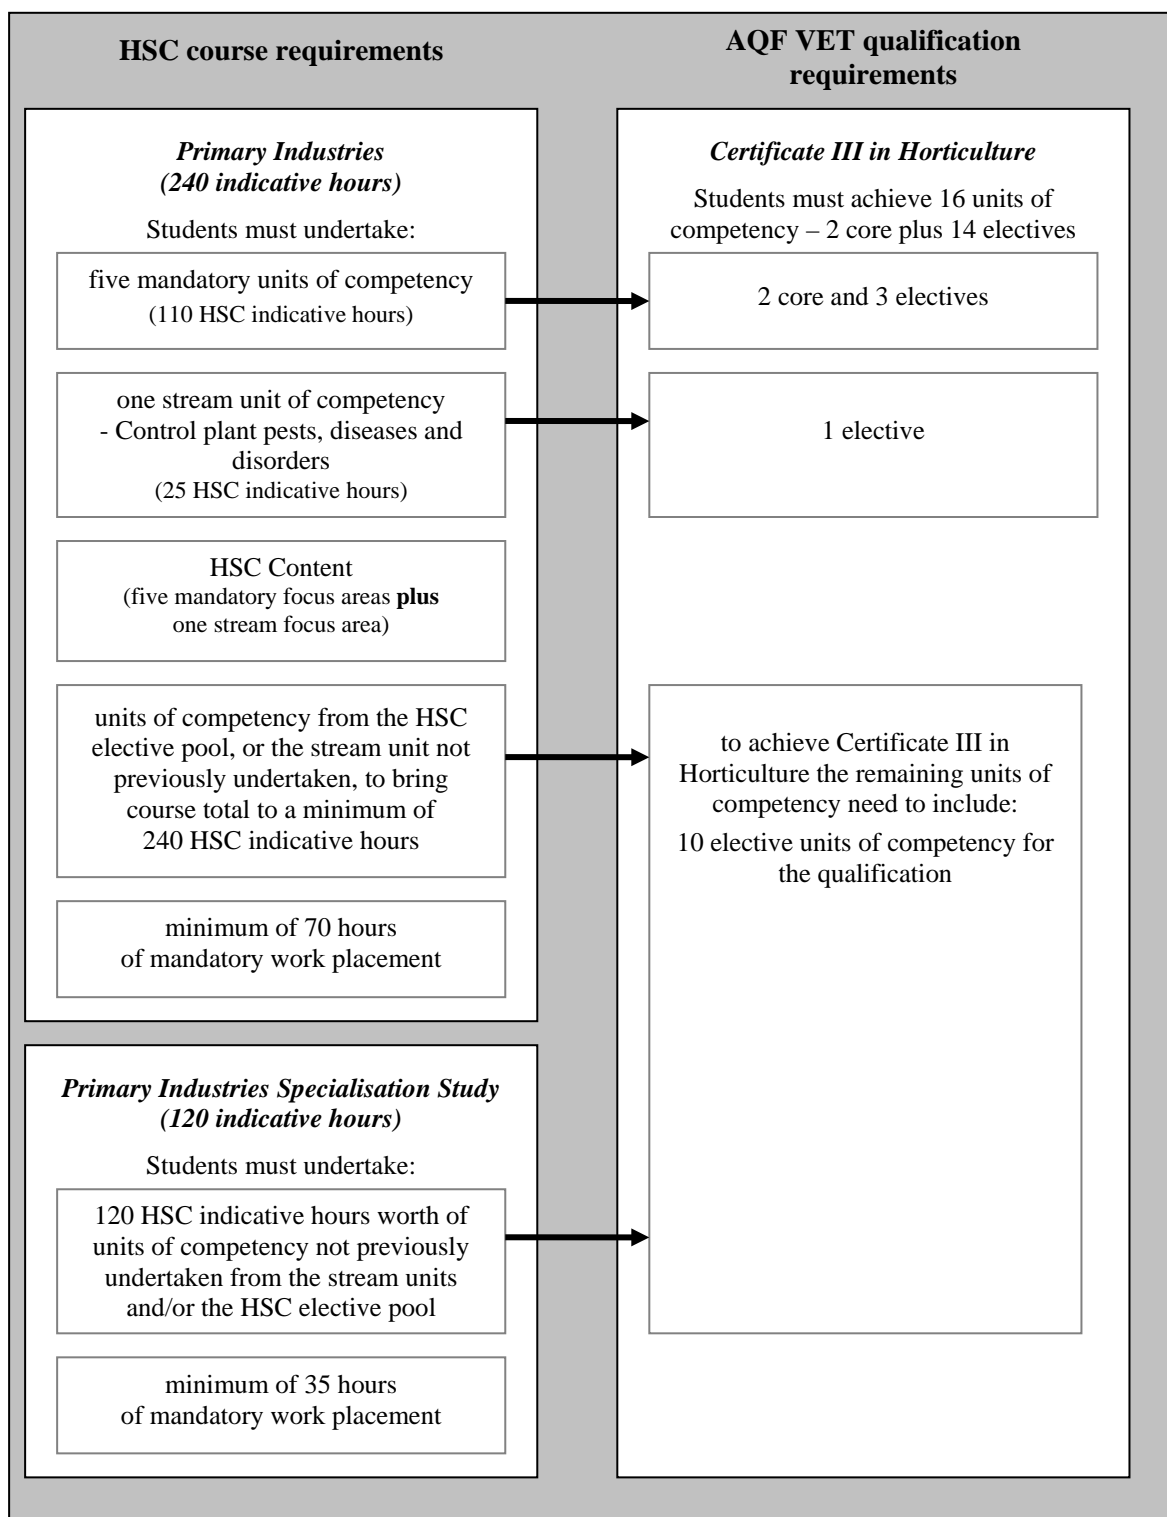 HSC course requirements
AQF VET qualification
requirements
Primary Industries
(240 indicative hours)
Students must undertake:
five mandatory units of competency
(110 HSC indicative hours)
one stream unit of competency
- Control plant pests, diseases and
disorders
(25 HSC indicative hours)
HSC Content
(five mandatory focus areas plus
one stream focus area)
units of competency from the HSC
elective pool, or the stream unit not
previously undertaken, to bring
course total to a minimum of
240 HSC indicative hours
minimum of 70 hours
of mandatory work placement
Primary Industries Specialisation Study
(120 indicative hours)
Students must undertake:
120 HSC indicative hours worth of
units of competency not previously
undertaken from the stream units
and/or the HSC elective pool
minimum of 35 hours
of mandatory work placement
Certificate III in Horticulture
Students must achieve 16 units of
competency – 2 core plus 14 electives
2 core and 3 electives
1 elective
to achieve Certificate III in
Horticulture the remaining units of
competency need to include:
10 elective units of competency for
the qualification